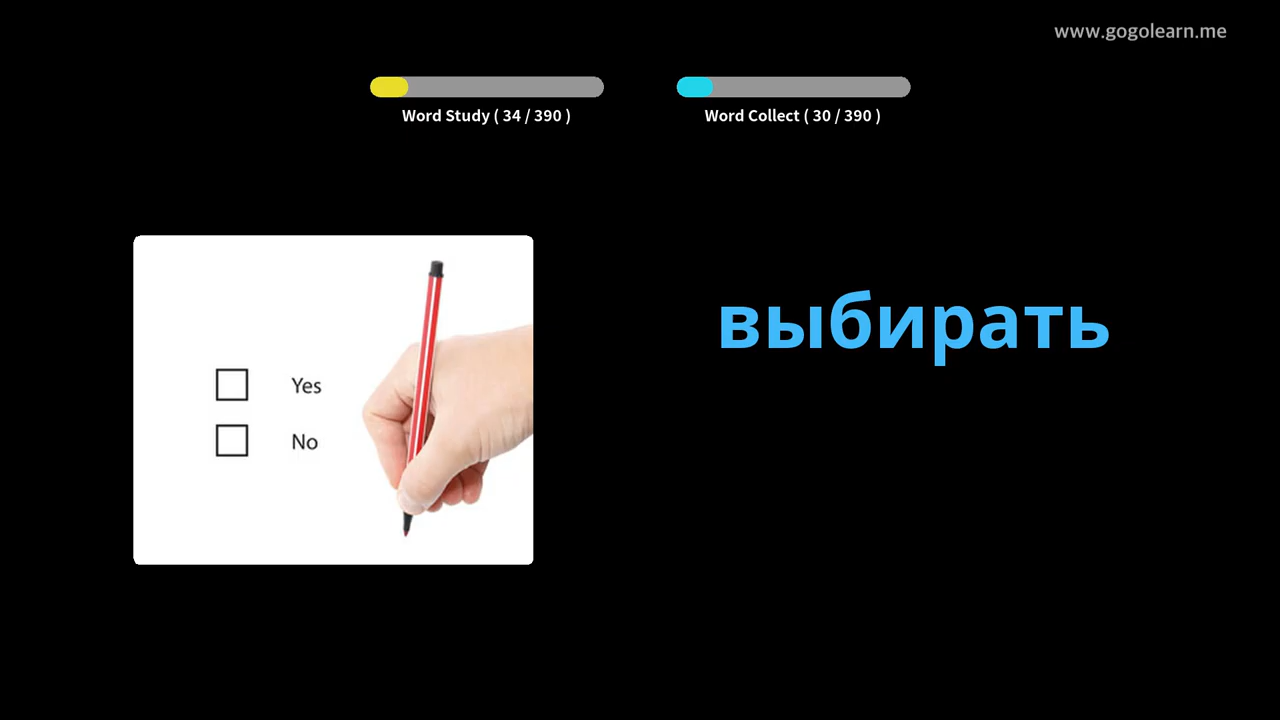 www.gogolearn.me
Word Study ( 34 / 390 )
Word Collect ( 30 / 390 )
выбирать
Yes
No